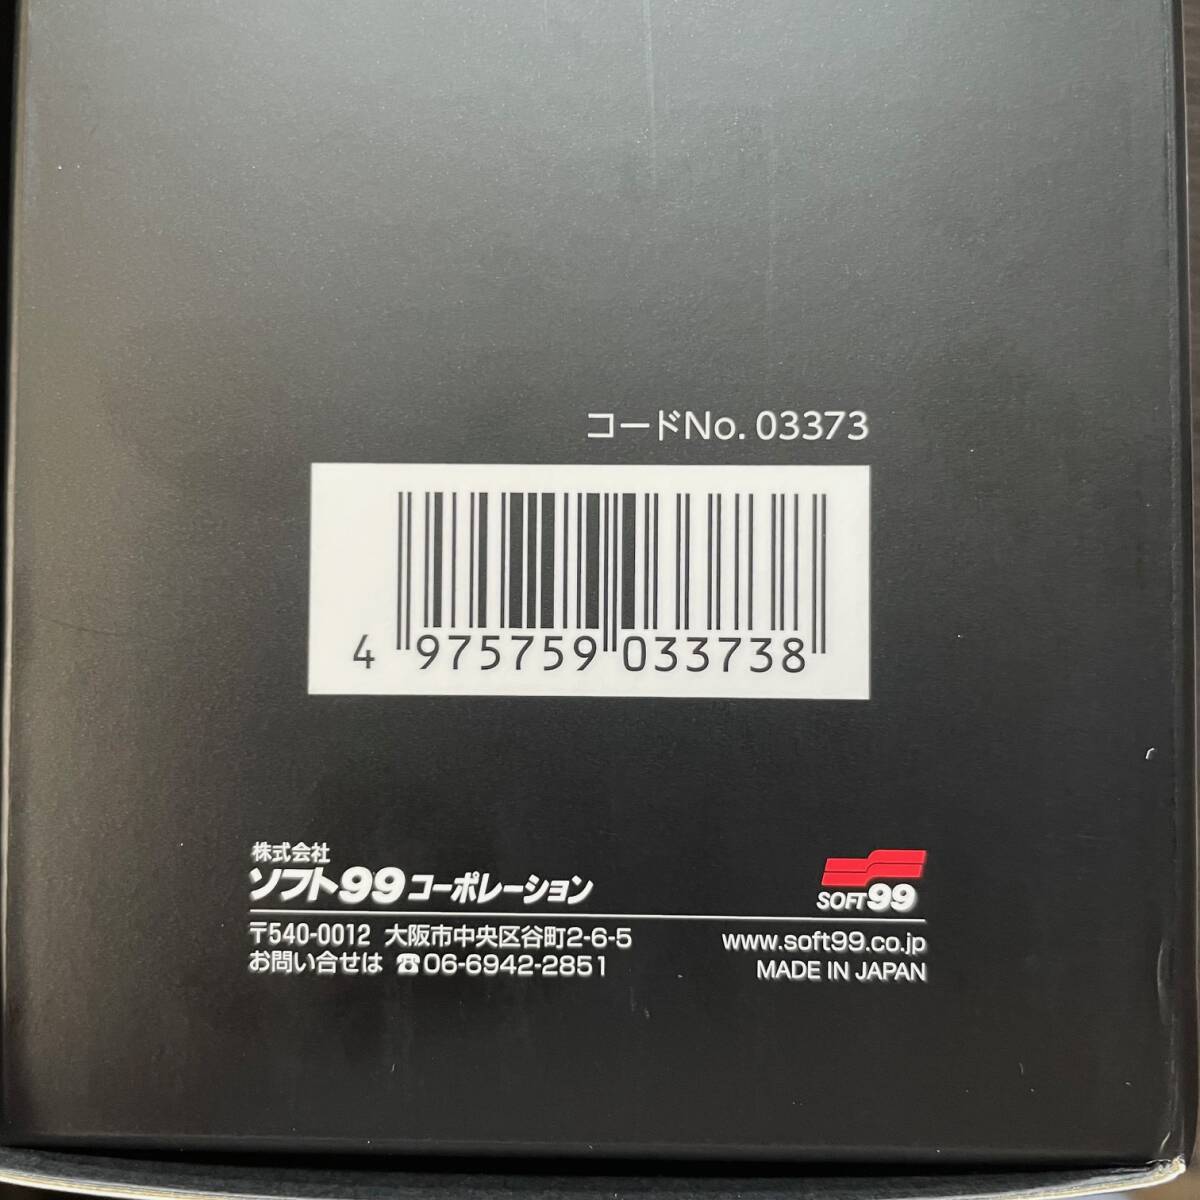 コードNo. 03373
4 975759 033738
株式会社
ソフト99コーポレーション
SOFT99
〒540-0012 大阪市中央区谷町2-6-5
お問い合せは ☎06-6942-2851
www.soft99.co.jp
MADE IN JAPAN